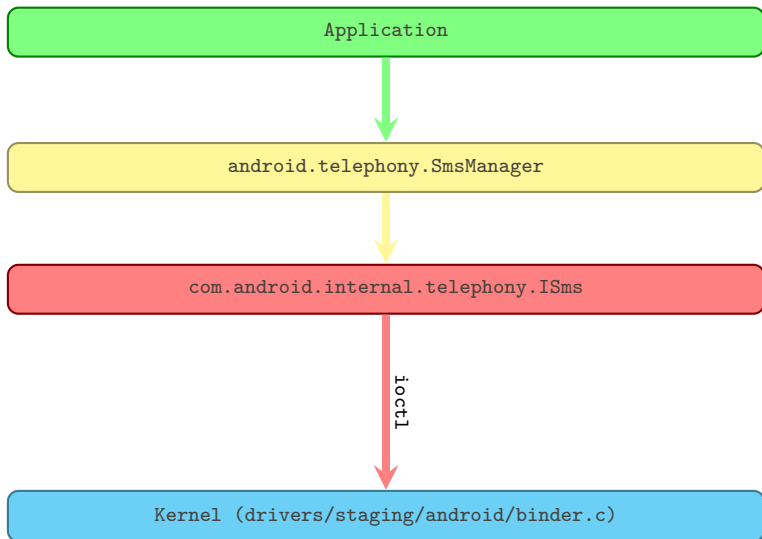 Application
android.telephony.SmsManager
com.android.internal.telephony.ISms
ioctl
Kernel (drivers/staging/android/binder.c)